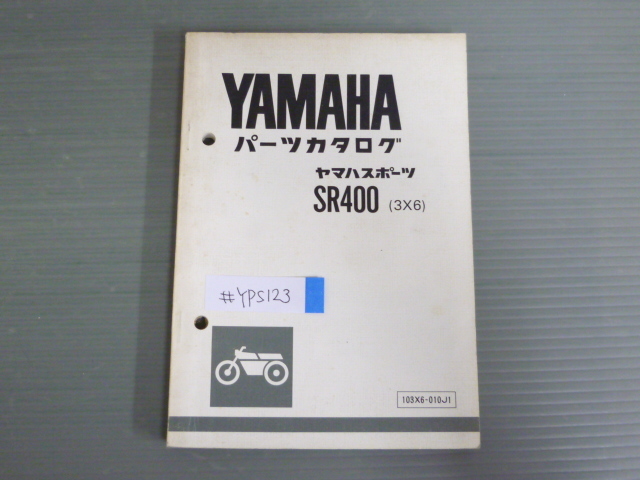 YAMAHA
パーツカタログ
ヤマハスポーツ
SR400 (3X6)
#YPS123
103X6-010J1